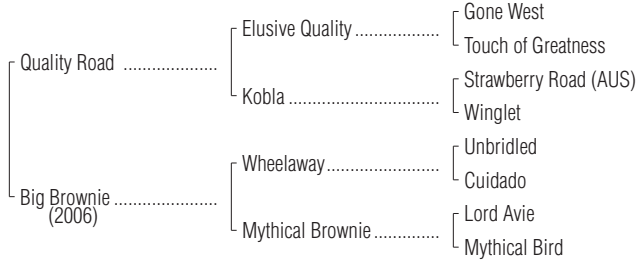 Gone West
Elusive Quality ..................
Touch of Greatness
Quality Road ....................
Strawberry Road (AUS)
Kobla ................................
Winglet
Unbridled
Wheelaway ........................
Cuidado
Big Brownie ......................
(2006)
Lord Avie
Mythical Brownie ..............
Mythical Bird